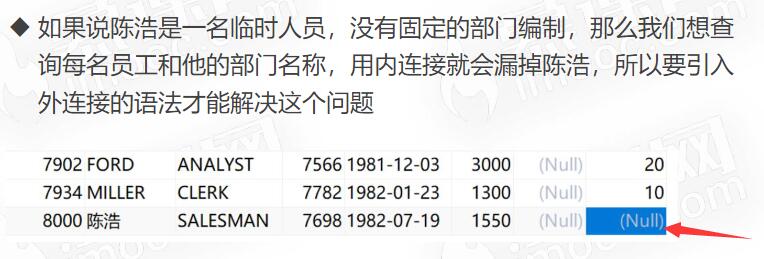 ◆ 如果说陈浩是一名临时人员，没有固定的部门编制，那么我们想查
询每名员工和他的部门名称，用内连接就会漏掉陈浩，所以要引入
外连接的语法才能解决这个问题
7902 FORD ANALYST 7566 1981-12-03 3000 (Null) 20
7934 MILLER CLERK 7782 1982-01-23 1300 (Null) 10
8000 陈浩 SALESMAN 7698 1982-07-19 1550 (Null) (Null)